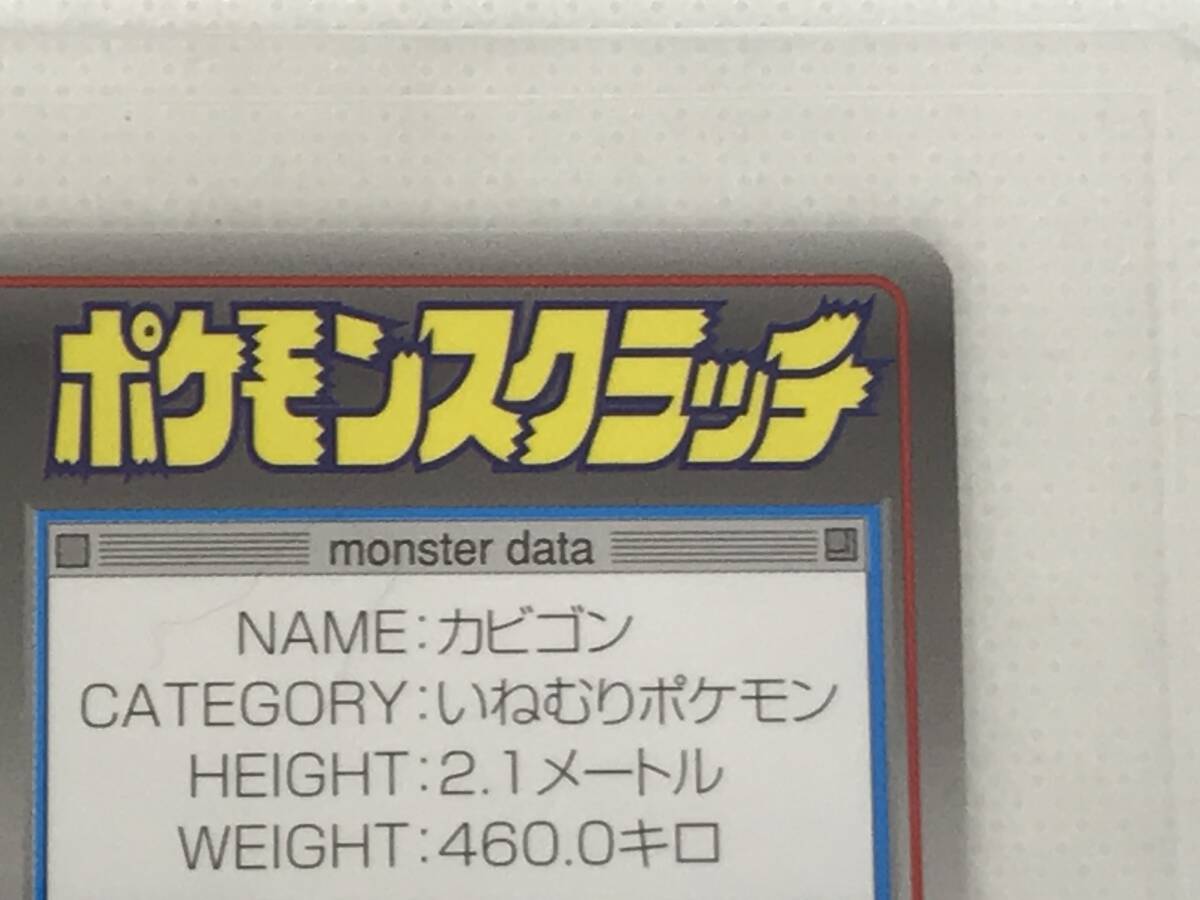 ポケモンスクラッチ
monster data
NAME:カビゴン
CATEGORY:いねむりポケモン
HEIGHT:2.1メートル
WEIGHT:460.0キロ